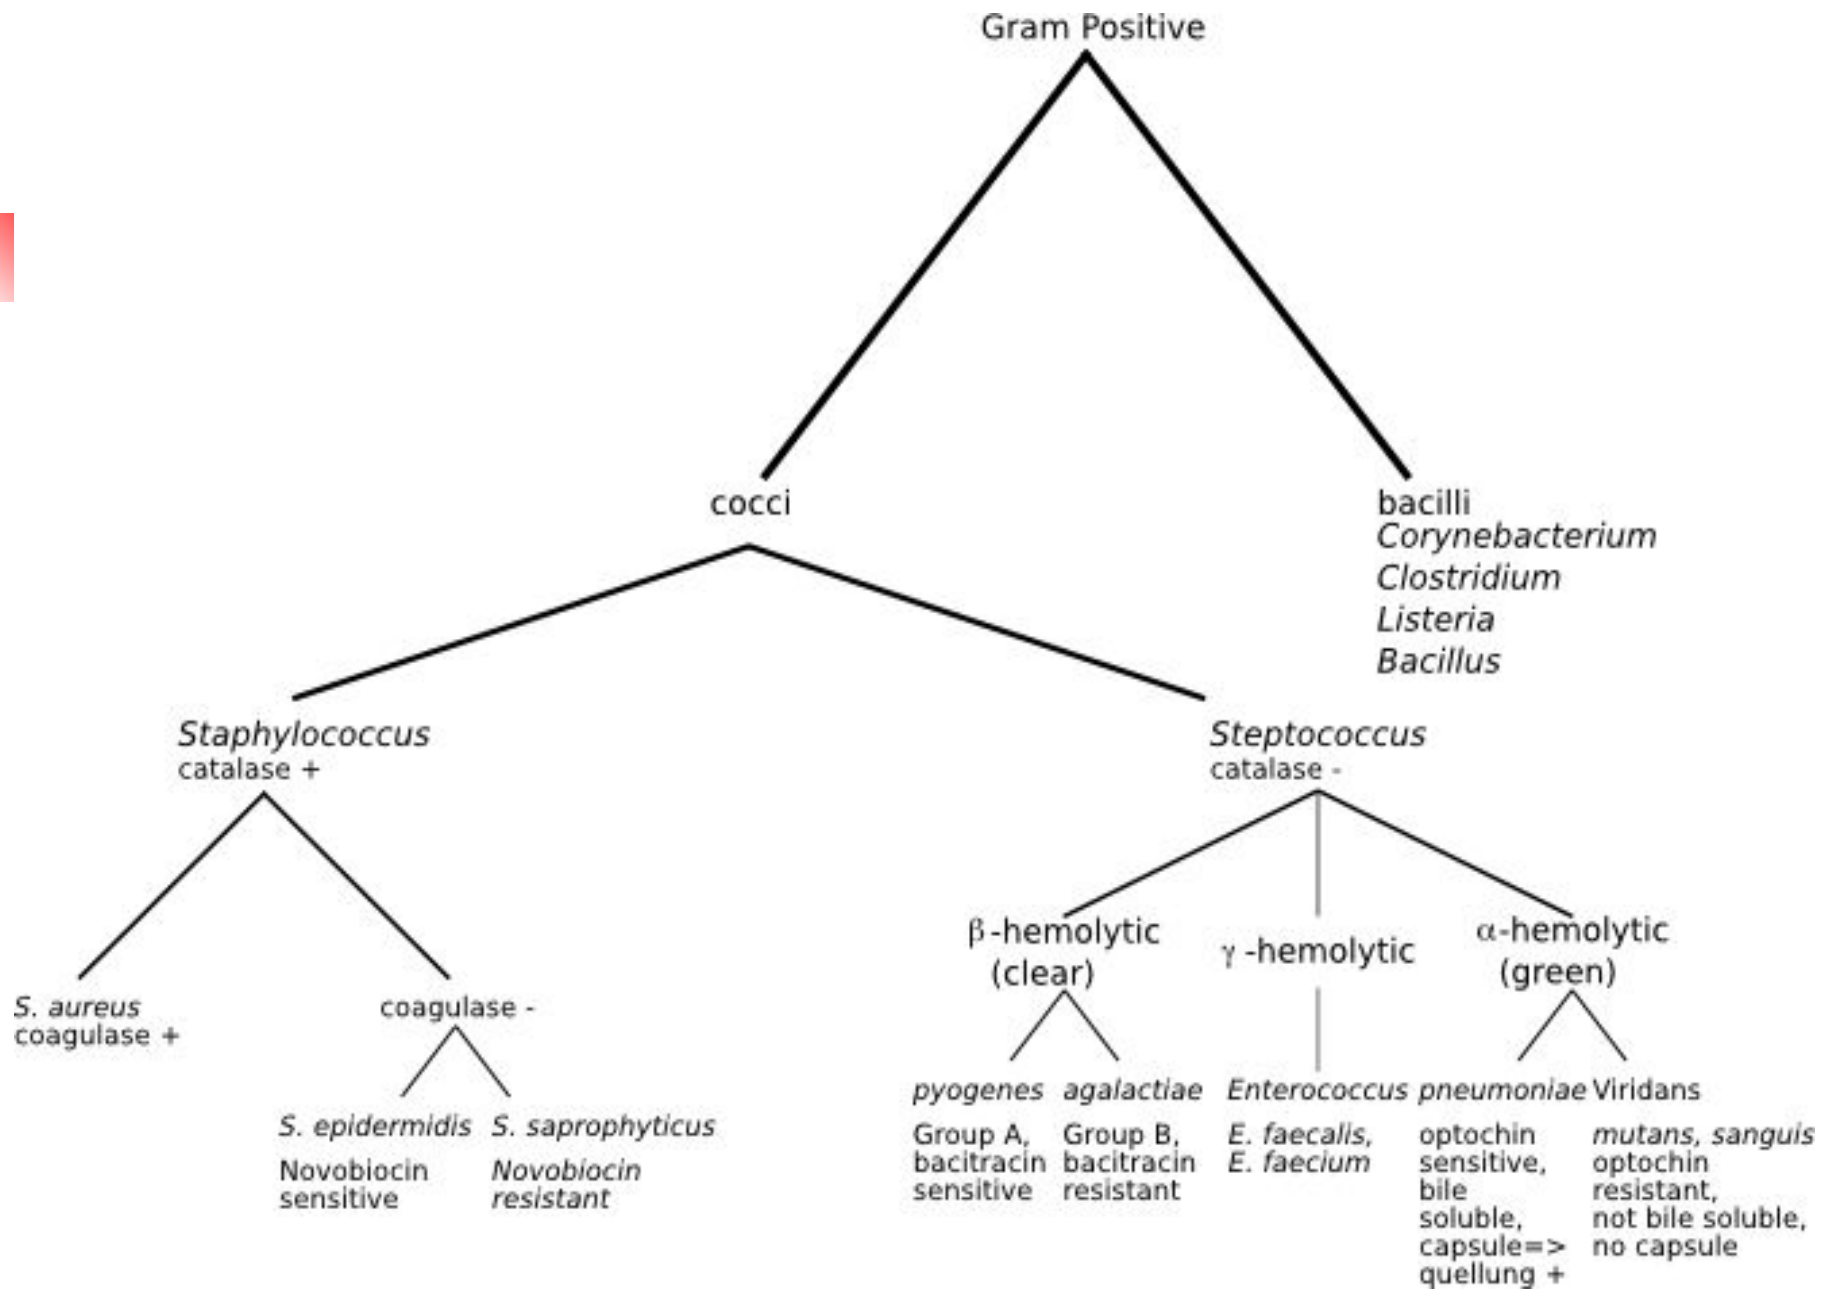 Gram Positive
cocci
bacilli
Corynebacterium
Clostridium
Listeria
Bacillus
Staphylococcus
catalase +
Steptococcus
catalase -
S. aureus
coagulase +
coagulase -
S. epidermidis
Novobiocin
sensitive
S. saprophyticus
Novobiocin
resistant
β-hemolytic
(clear)
γ-hemolytic
α-hemolytic
(green)
pyogenes
Group A,
bacitracin
sensitive
agalactiae
Group B,
bacitracin
resistant
Enterococcus
E. faecalis,
E. faecium
pneumoniae
optochin
sensitive,
bile
soluble,
capsule=>
quellung +
Viridans
mutans, sanguis
optochin
resistant,
not bile soluble,
no capsule